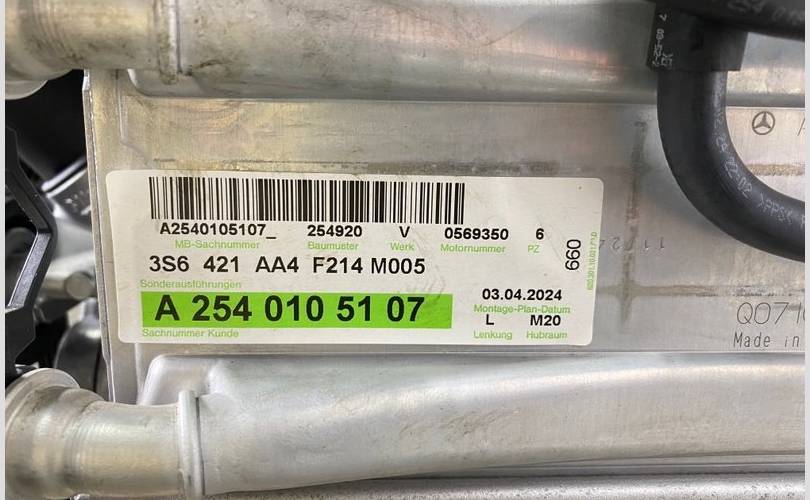 A2540105107_ 254920 V 0569350 6
MB-Sachnummer Baumuster Werk Motornummer PZ
3S6 421 AA4 F214 M005
Sonderausführungen
A 254 010 51 07
Sachnummer Kunde
03.04.2024
Montage-Plan-Datum
L M20
Lenkung Hubraum
660
Made in